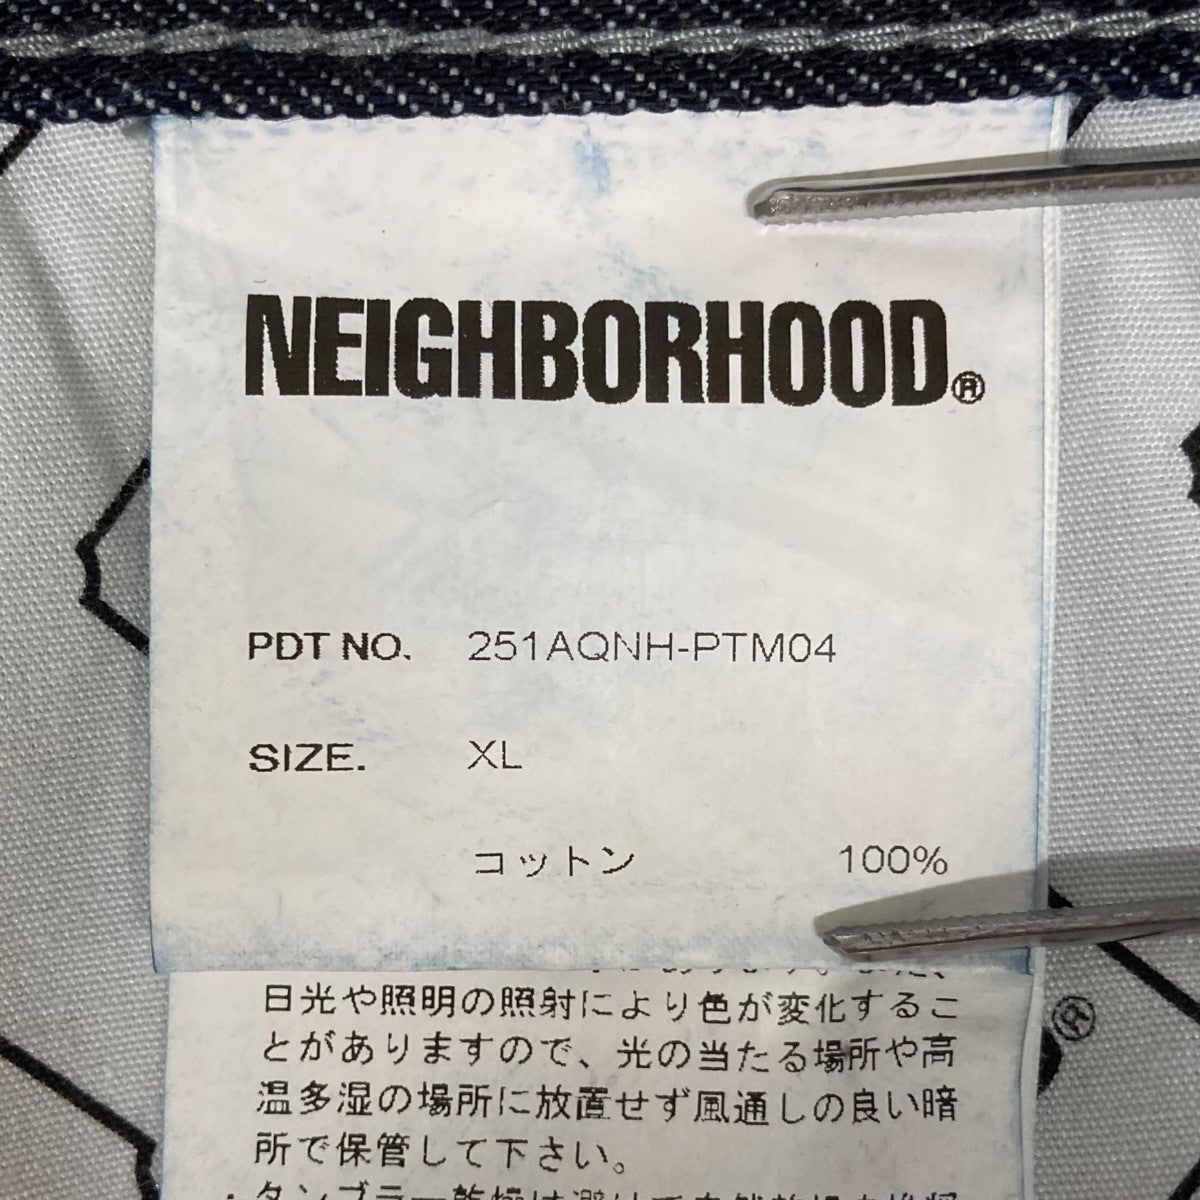 NEIGHBORHOOD®
PDT NO. 251AQNH-PTM04
SIZE. XL
コットン 100%
日光や照明の照射により色が変化するこ
とがありますので、光の当たる場所や高
温多湿の場所に放置せず風通しの良い暗
所で保管して下さい。
®